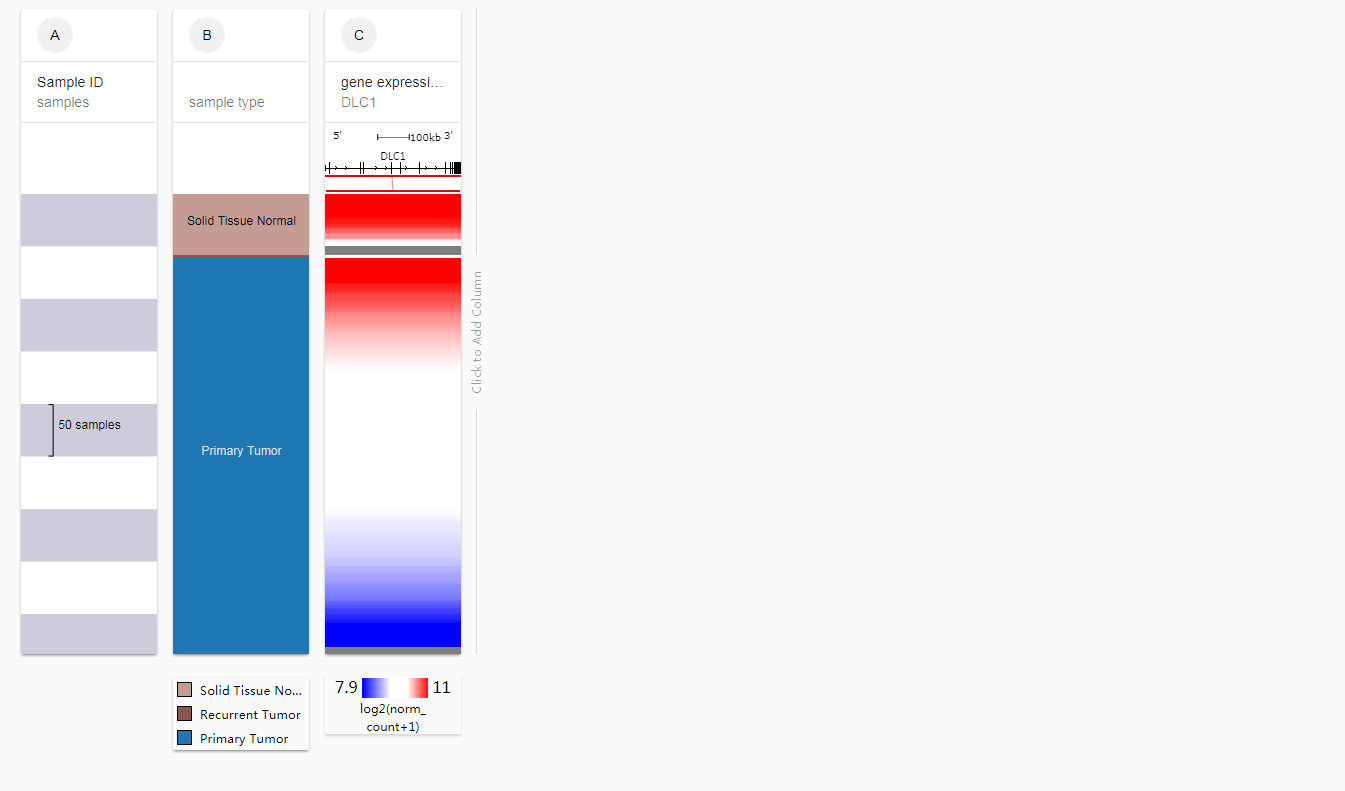 A
B
C
Sample ID
samples
sample type
gene expressi...
DLC1
5'
100kb
3'
DLC1
Solid Tissue Normal
Click to Add Column
50 samples
Primary Tumor
Solid Tissue No...
Recurrent Tumor
Primary Tumor
7.9
11
log2(norm_
count+1)